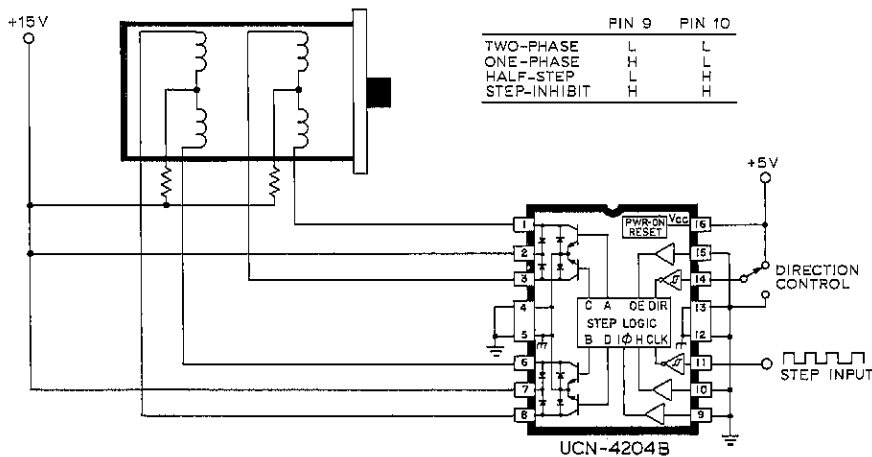 +15V
PIN 9 PIN 10
TWO-PHASE L L
ONE-PHASE H L
HALF-STEP L H
STEP-INHIBIT H H
+5V
1
2
3
4
5
6
7
8
PWR-ON
RESET
VCC
C A OE DIR
STEP LOGIC
B D IØ H CLK
16
15
14
13
12
11
10
9
DIRECTION
CONTROL
STEP INPUT
UCN-4204B